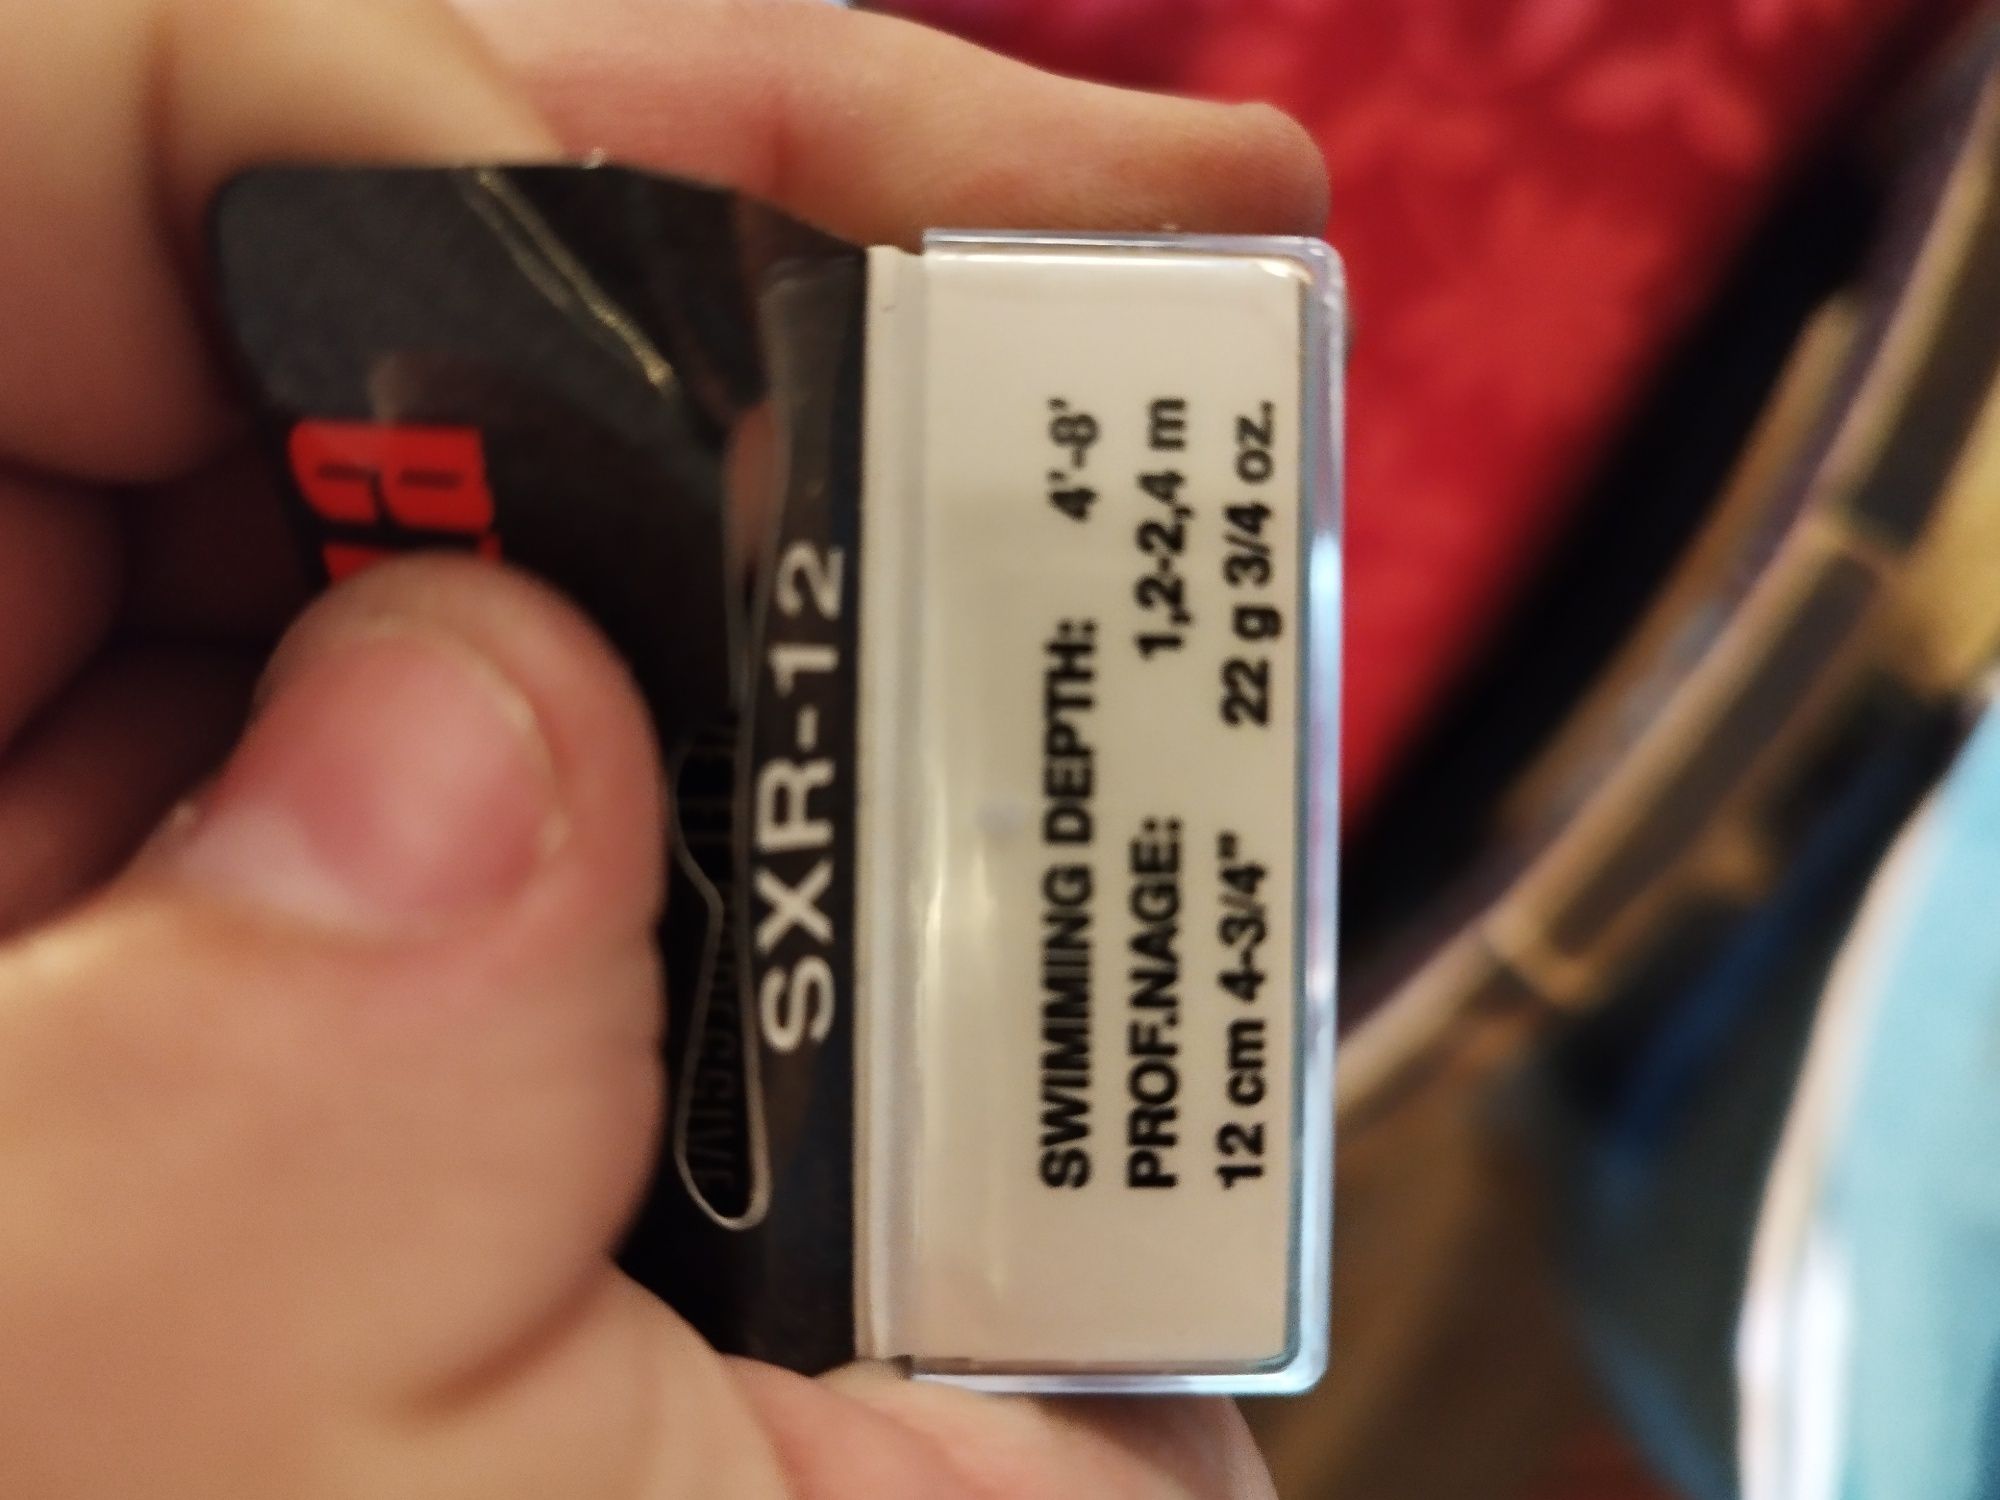 SXR-12
SWIMMING DEPTH: 4'-8'
PROF.NAGE: 1,2-2,4 m
12 cm 4-3/4" 22 g 3/4 oz.